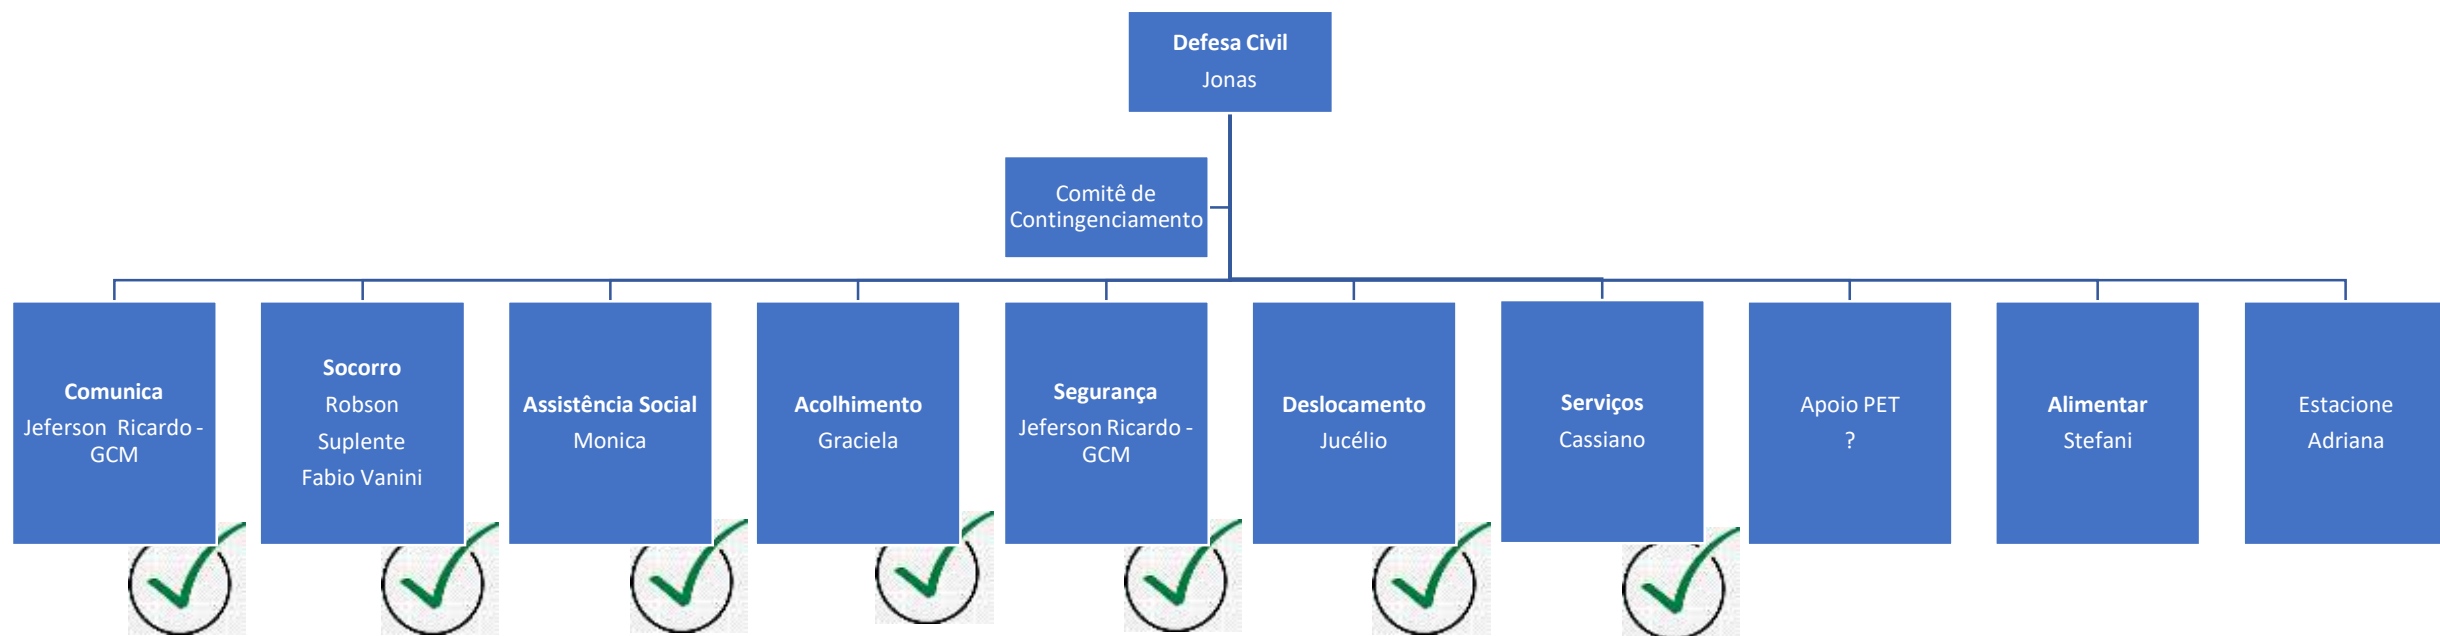 Defesa Civil
Jonas
Comitê de
Contingenciamento
Comunica
Jeferson Ricardo -
GCM
Socorro
Robson
Suplente
Fabio Vanini
Assistência Social
Monica
Acolhimento
Graciela
Segurança
Jeferson Ricardo -
GCM
Deslocamento
Jucélio
Serviços
Cassiano
Apoio PET
?
Alimentar
Stefani
Estacione
Adriana